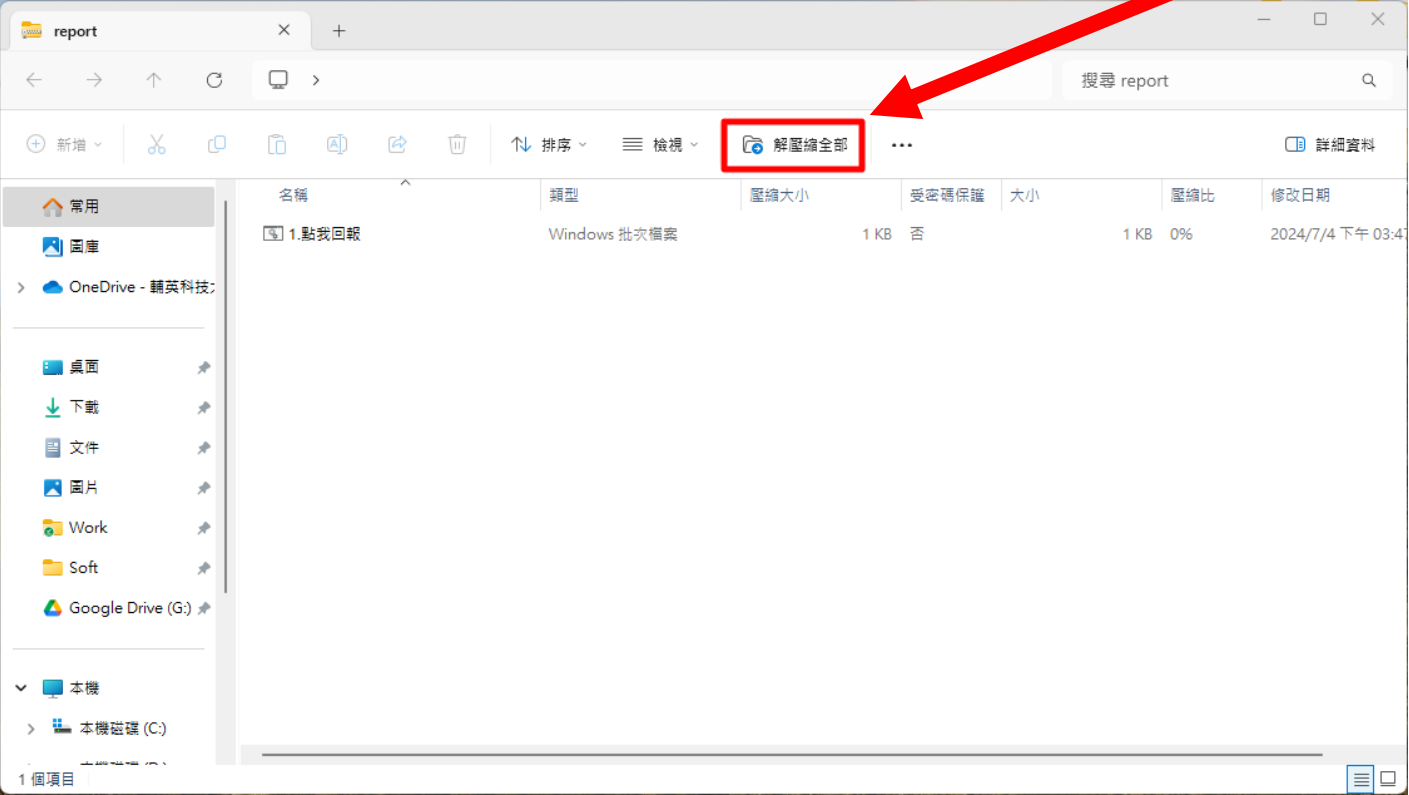 report
搜尋 report
新增
排序
檢視
解壓縮全部
詳細資料
名稱
類型
壓縮大小
受密碼保護
大小
壓縮比
修改日期
1.點我回報
Windows 批次檔案
1 KB
否
1 KB
0%
2024/7/4 下午 03:47
常用
圖庫
OneDrive - 輔英科技
桌面
下載
文件
圖片
Work
Soft
Google Drive (G:)
本機
本機磁碟 (C:)
1 個項目